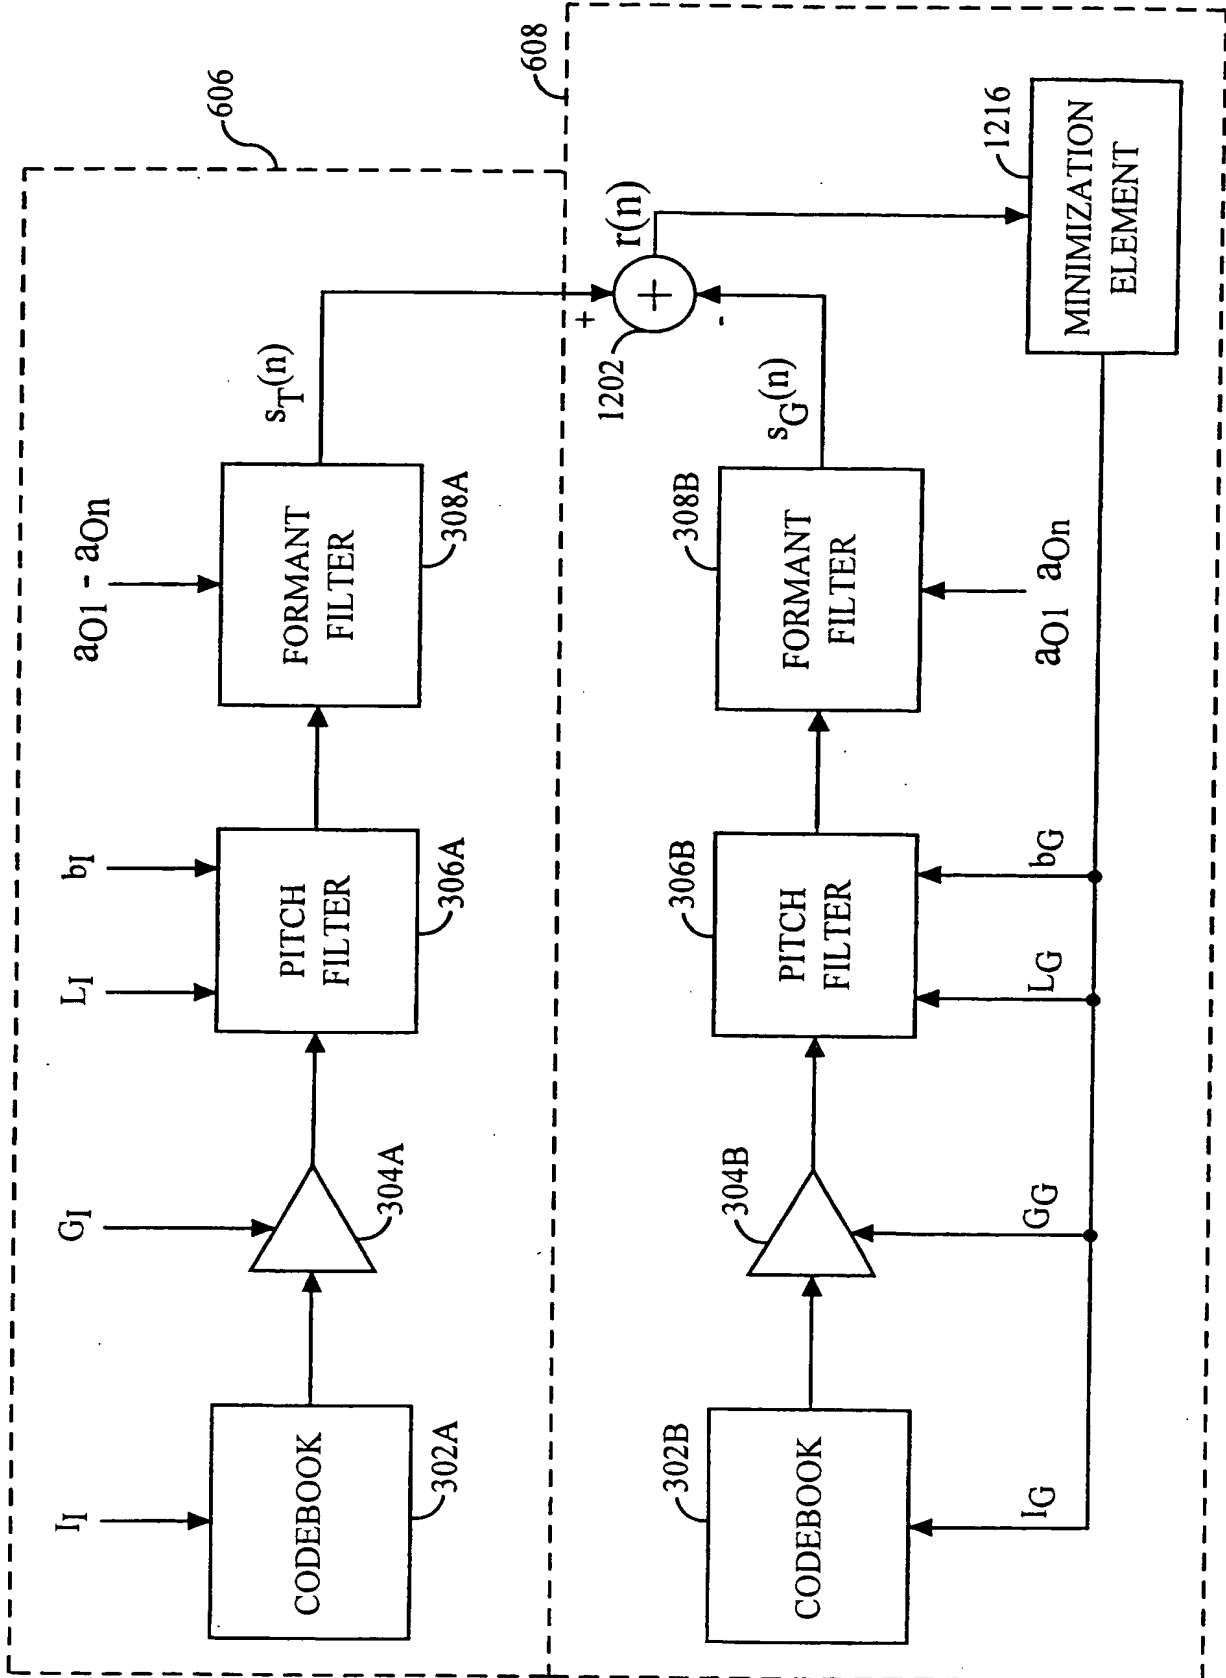 606
I_I
G_I
L_I
b_I
a_O1 - a_On
CODEBOOK
302A
304A
PITCH
FILTER
306A
FORMANT
FILTER
308A
s_T(n)
608
+
+
-
r(n)
1202
CODEBOOK
302B
304B
PITCH
FILTER
306B
FORMANT
FILTER
308B
s_G(n)
I_G
G_G
L_G
b_G
a_O1 a_On
MINIMIZATION
ELEMENT
1216